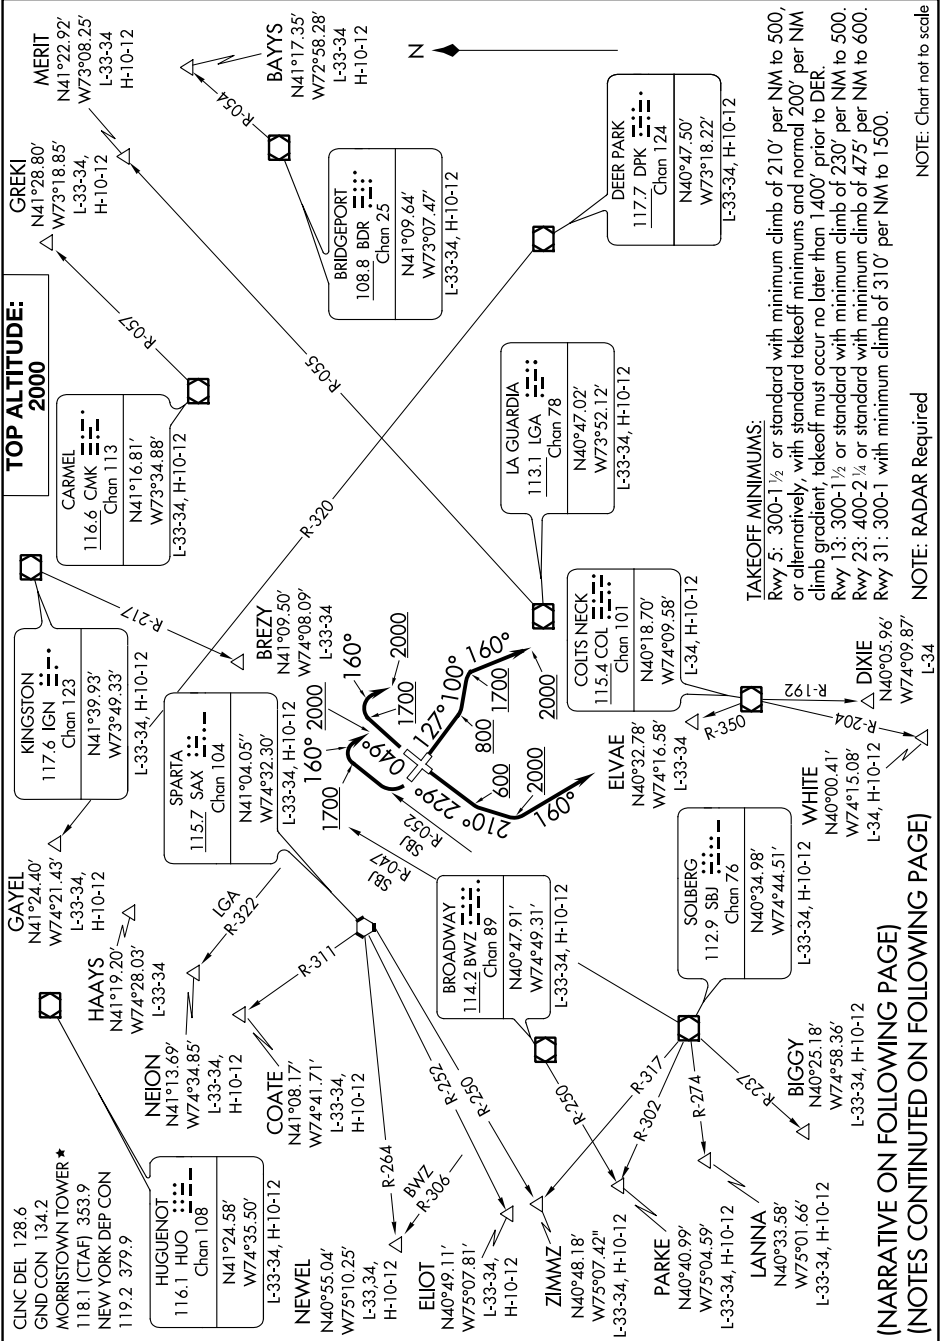 CLNC DEL 128.6
GND CON 134.2
MORRISTOWN TOWER★
118.1 (CTAF) 353.9
NEW YORK DEP CON
119.2 379.9
TOP ALTITUDE:
2000
HUGUENOT
116.1 HUO
Chan 108
N41°24.58'
W74°35.50'
L-33-34, H-10-12
GAYEL
N41°24.40'
W74°21.43'
L-33-34,
H-10-12
HAAYS
N41°19.20'
W74°28.03'
L-33-34
NEION
N41°13.69'
W74°34.85'
L-33-34,
H-10-12
COATE
N41°08.17'
W74°41.71'
L-33-34,
H-10-12
KINGSTON
117.6 IGN
Chan 123
N41°39.93'
W73°49.33'
L-33-34, H-10-12
CARMEL
116.6 CMK
Chan 113
N41°16.81'
W73°34.88'
L-33-34, H-10-12
GREKI
N41°28.80'
W73°18.85'
L-33-34,
H-10-12
MERIT
N41°22.92'
W73°08.25'
L-33-34
H-10-12
BAYYS
N41°17.35'
W72°58.28'
L-33-34
H-10-12
BRIDGEPORT
108.8 BDR
Chan 25
N41°09.64'
W73°07.47'
L-33-34, H-10-12
DEER PARK
117.7 DPK
Chan 124
N40°47.50'
W73°18.22'
L-33-34, H-10-12
LA GUARDIA
113.1 LGA
Chan 78
N40°47.02'
W73°52.12'
L-33-34, H-10-12
SPARTA
115.7 SAX
Chan 104
N41°04.05"
W74°32.30'
L-33-34, H-10-12
BREZY
N41°09.50'
W74°08.09'
L-33-34
COLTS NECK
115.4 COL
Chan 101
N40°18.70'
W74°09.58'
L-34, H-10-12
BROADWAY
114.2 BWZ
Chan 89
N40°47.91'
W74°49.31'
L-33-34, H-10-12
SOLBERG
112.9 SBJ
Chan 76
N40°34.98'
W74°44.51'
L-33-34, H-10-12
NEWEL
N40°55.04'
W75°10.25'
L-33,34,
H-10-12
ELIOT
N40°49.11'
W75°07.81'
L-33-34,
H-10-12
ZIMMZ
N40°48.18'
W75°07.42"
L-33-34, H-10-12
PARKE
N40°40.99'
W75°04.59'
L-33-34, H-10-12
LANNA
N40°33.58'
W75°01.66'
L-33-34, H-10-12
BIGGY
N40°25.18'
W74°58.36'
L-33-34, H-10-12
ELVAE
N40°32.78'
W74°16.58'
L-33-34
WHITE
N40°00.41'
W74°15.08'
L-34, H-10-12
DIXIE
N40°05.96'
W74°09.87'
L-34
R-217
R-057
R-055
R-054
R-320
LGA
R-322
R-311
R-264
R-252
R-250
BWZ
R-306
R-250
R-317
R-302
R-274
R-237
SBJ
R-047
SBJ
R-052
R-350
R-192
R-204
N
160°
2000
1700
049°
160°
1700
2000
127°
100°
800
1700
160°
2000
229°
600
210°
2000
160°
TAKEOFF MINIMUMS:
Rwy 5: 300-1 ½ or standard with minimum climb of 210' per NM to 500,
or alternatively, with standard takeoff minimums and normal 200' per NM
climb gradient, takeoff must occur no later than 1400' prior to DER.
Rwy 13: 300-1 ½ or standard with minimum climb of 230' per NM to 500.
Rwy 23: 400-2 ¼ or standard with minimum climb of 475' per NM to 600.
Rwy 31: 300-1 with minimum climb of 310' per NM to 1500.
NOTE: RADAR Required
NOTE: Chart not to scale
(NARRATIVE ON FOLLOWING PAGE)
(NOTES CONTINUTED ON FOLLOWING PAGE)